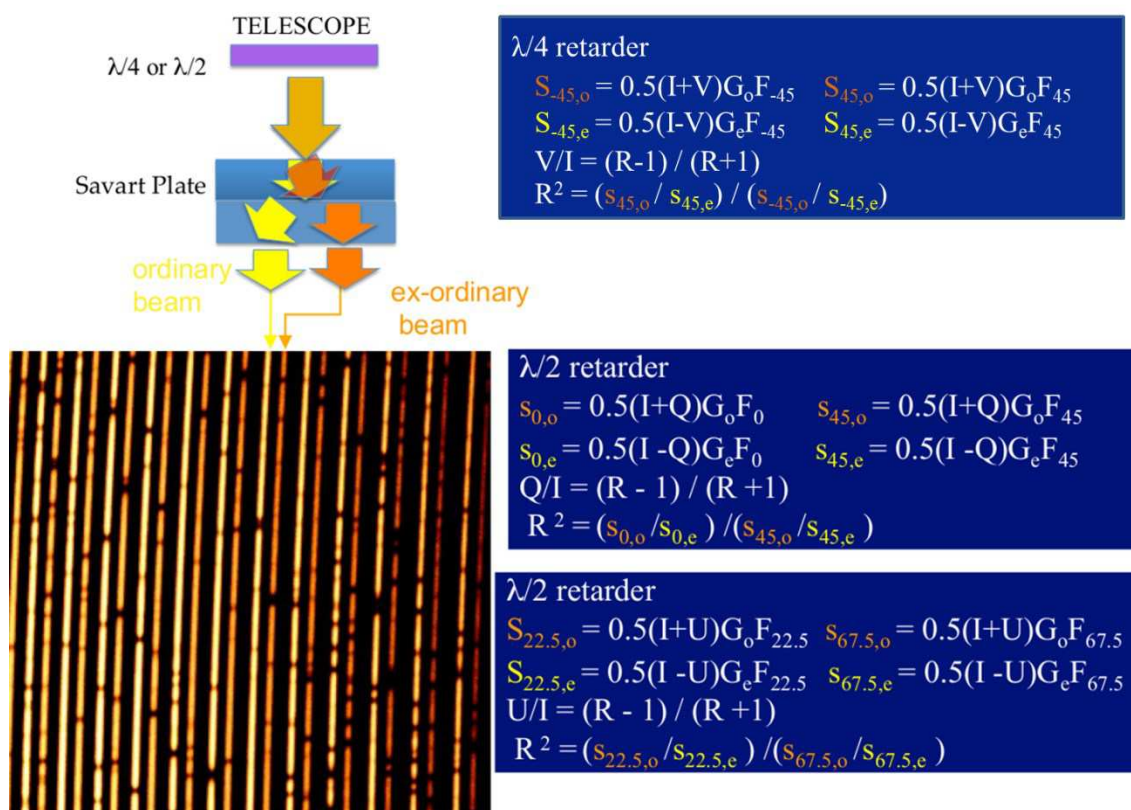 TELESCOPE
λ/4 or λ/2
Savart Plate
ordinary
beam
ex-ordinary
beam
λ/4 retarder
S₋₄₅,ₒ = 0.5(I+V)GₒF₋₄₅ S₄₅,ₒ = 0.5(I+V)GₒF₄₅
S₋₄₅,ₑ = 0.5(I-V)GₑF₋₄₅ S₄₅,ₑ = 0.5(I-V)GₑF₄₅
V/I = (R-1) / (R+1)
R² = (s₄₅,ₒ / s₄₅,ₑ) / (s₋₄₅,ₒ / s₋₄₅,ₑ)
λ/2 retarder
s₀,ₒ = 0.5(I+Q)GₒF₀ s₄₅,ₒ = 0.5(I+Q)GₒF₄₅
s₀,ₑ = 0.5(I -Q)GₑF₀ s₄₅,ₑ = 0.5(I -Q)GₑF₄₅
Q/I = (R - 1) / (R +1)
R ² = (s₀,ₒ /s₀,ₑ ) /(s₄₅,ₒ /s₄₅,ₑ )
λ/2 retarder
S₂₂.₅,ₒ = 0.5(I+U)GₒF₂₂.₅ s₆₇.₅,ₒ = 0.5(I+U)GₒF₆₇.₅
S₂₂.₅,ₑ = 0.5(I -U)GₑF₂₂.₅ s₆₇.₅,ₑ = 0.5(I -U)GₑF₆₇.₅
U/I = (R - 1) / (R +1)
R ² = (s₂₂.₅,ₒ /s₂₂.₅,ₑ ) /(s₆₇.₅,ₒ /s₆₇.₅,ₑ )